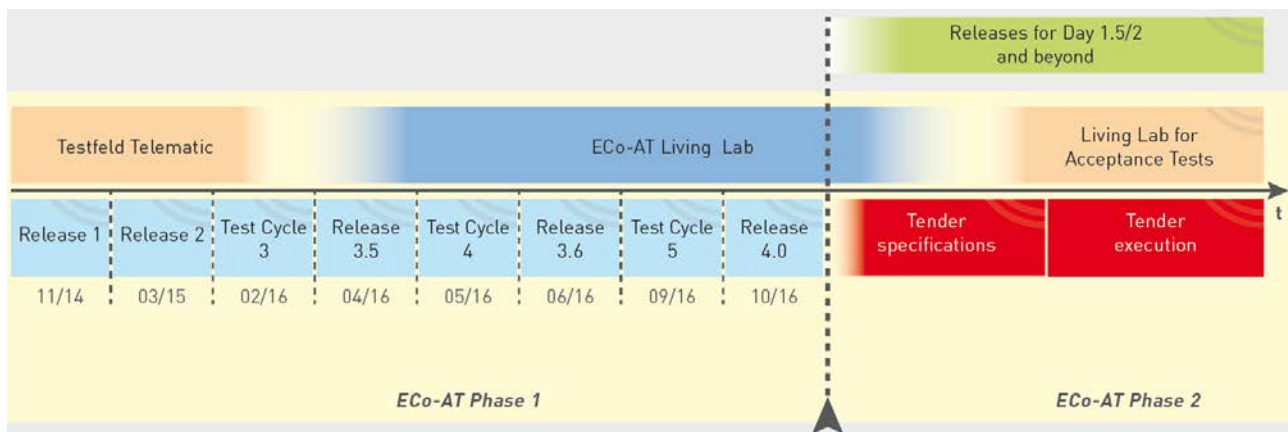 Releases for Day 1.5/2
and beyond
Testfeld Telematic
ECo-AT Living Lab
Living Lab for
Acceptance Tests
t
Release 1
Release 2
Test Cycle
3
Release
3.5
Test Cycle
4
Release
3.6
Test Cycle
5
Release
4.0
Tender
specifications
Tender
execution
11/14
03/15
02/16
04/16
05/16
06/16
09/16
10/16
ECo-AT Phase 1
ECo-AT Phase 2